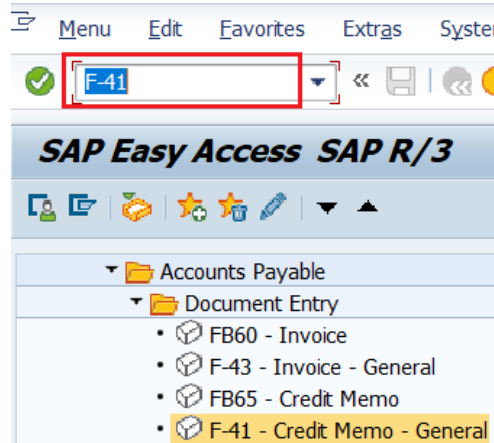 Menu Edit Favorites Extras System
F-41
SAP Easy Access SAP R/3
Accounts Payable
Document Entry
FB60 - Invoice
F-43 - Invoice - General
FB65 - Credit Memo
F-41 - Credit Memo - General